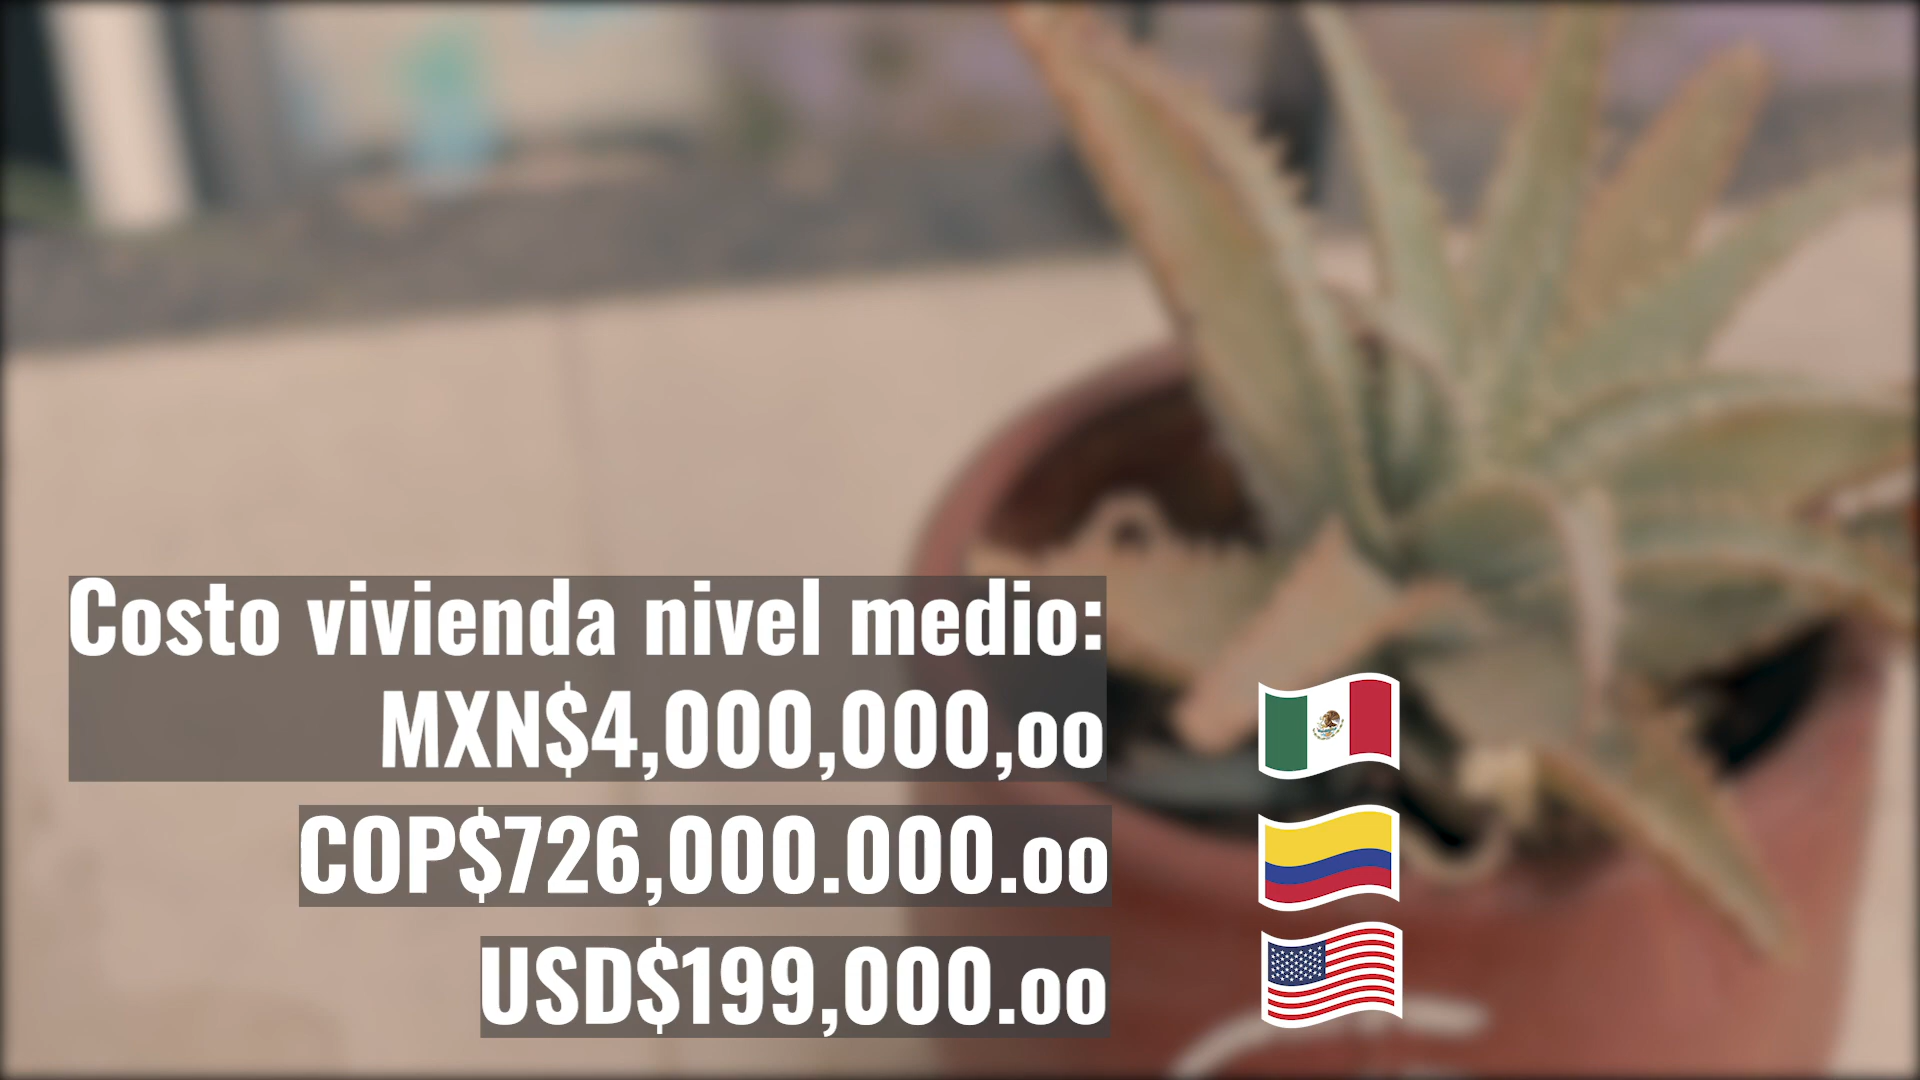 Costo vivienda nivel medio:
MXN$4,000,000,oo
COP$726,000.000.oo
USD$199,000.oo